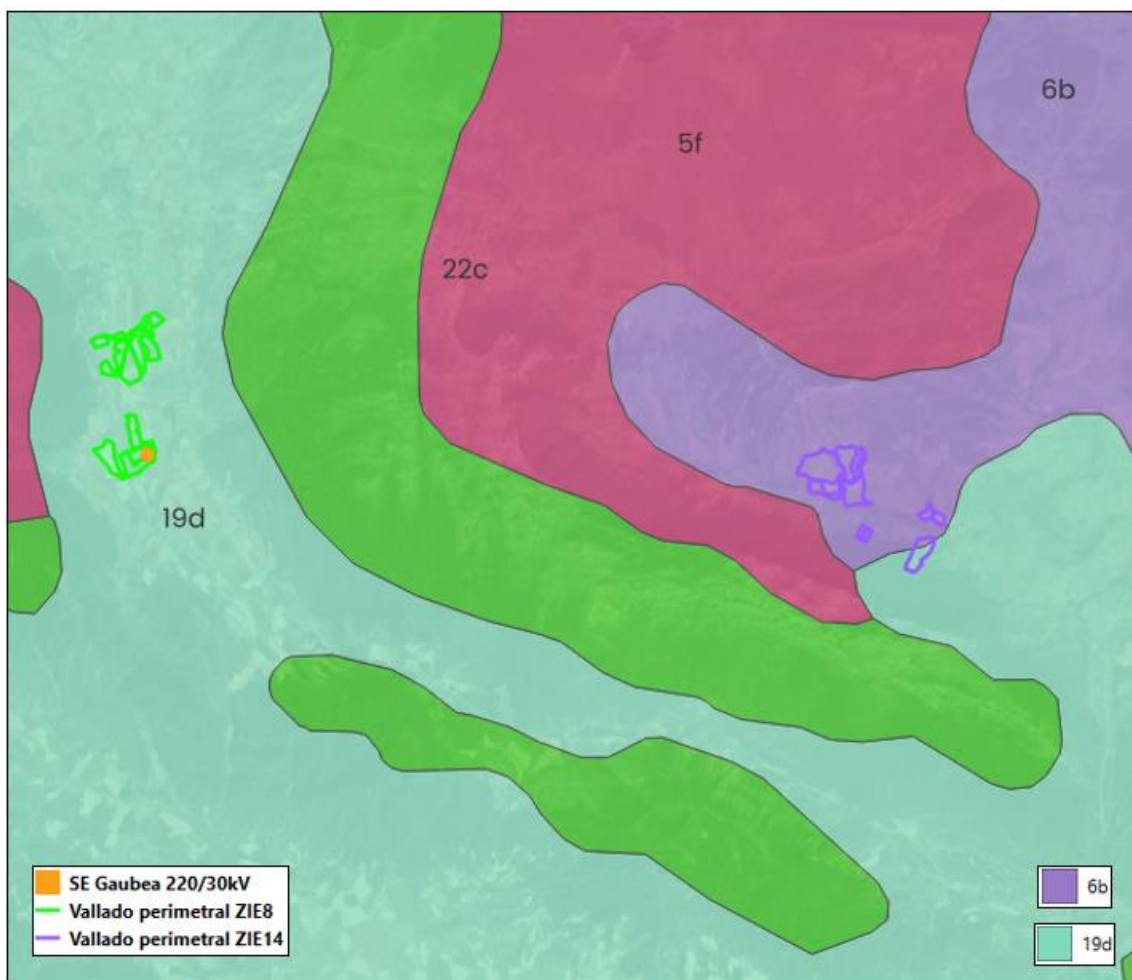 6b
5f
22c
19d
SE Gaubea 220/30kV
Vallado perimetral ZIE8
Vallado perimetral ZIE14
6b
19d